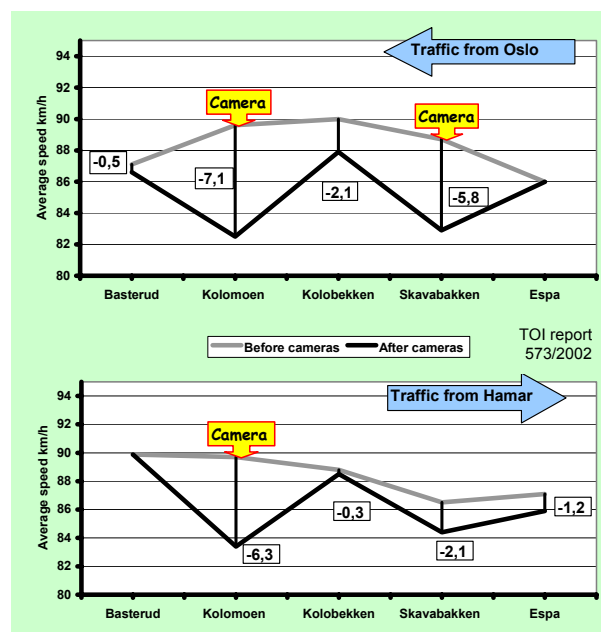 Traffic from Oslo
Average speed km/h
94
92
90
88
86
84
82
80
Camera
Camera
-0,5
-7,1
-2,1
-5,8
Basterud Kolomoen Kolobekken Skavabakken Espa
Before cameras After cameras
TOI report
573/2002
Traffic from Hamar
Average speed km/h
94
92
90
88
86
84
82
80
Camera
-6,3
-0,3
-2,1
-1,2
Basterud Kolomoen Kolobekken Skavabakken Espa